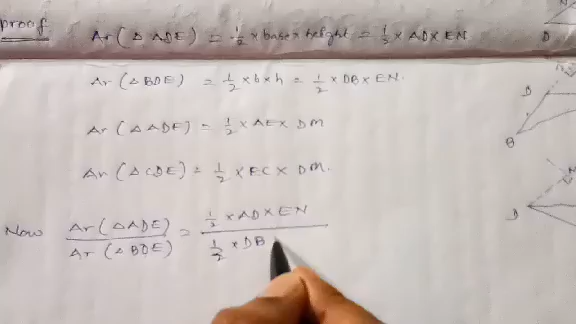 proof Ar (△ ADE) = 1/2 × base × height = 1/2 × AD × EN.
Ar (△ BDE) = 1/2 × b × h = 1/2 × DB × EN.
Ar (△ ADE) = 1/2 × AE × DM
Ar (△ CDE) = 1/2 × EC × DM.
Now Ar (△ ADE) / Ar (△ BDE) = 1/2 × AD × EN / 1/2 × DB
N
D
D
B
D